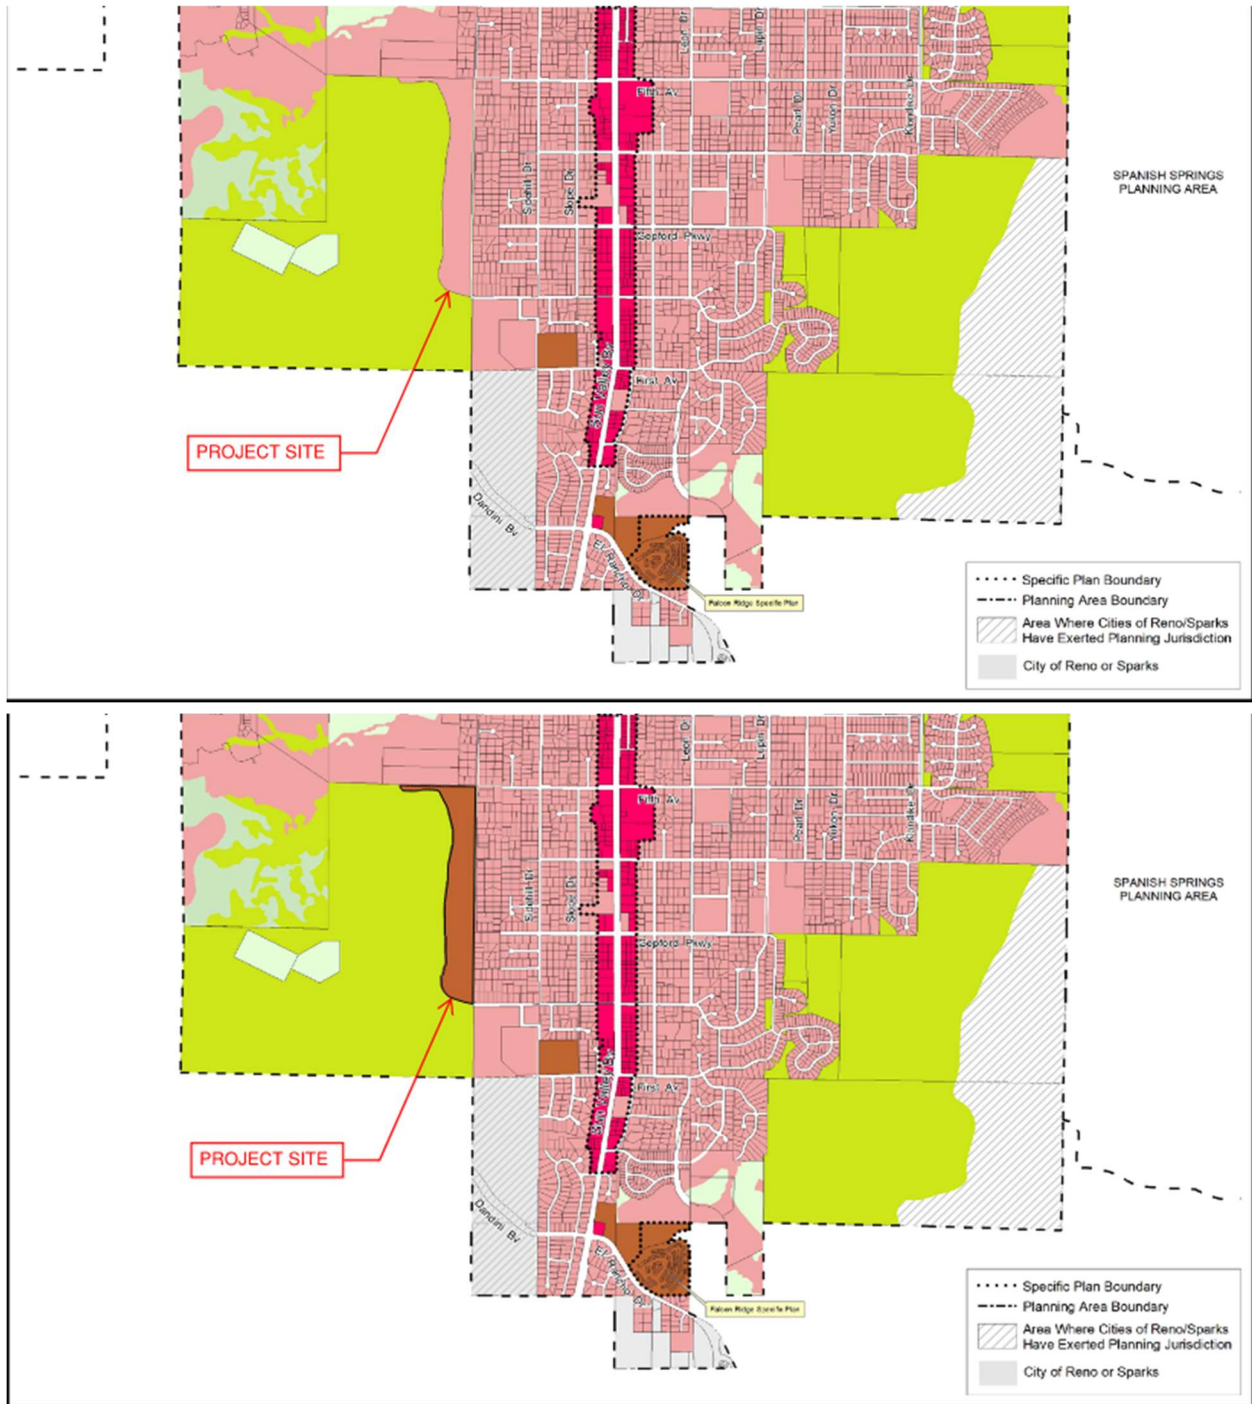 Leon Dr
Lupin Dr
Fifth Av
Pearl Dr
Yukon Dr
Klondike Dr
SPANISH SPRINGS
PLANNING AREA
Sidehill Dr
Slope Dr
Gepford Pkwy
Sun Valley Bv
First Av
PROJECT SITE
Dandini Bv
El Rancho Dr
Falcon Ridge Specific Plan
Specific Plan Boundary
Planning Area Boundary
Area Where Cities of Reno/Sparks
Have Exerted Planning Jurisdiction
City of Reno or Sparks
Leon Dr
Lupin Dr
Fifth Av
Pearl Dr
Yukon Dr
Klondike Dr
SPANISH SPRINGS
PLANNING AREA
Sidehill Dr
Slope Dr
Gepford Pkwy
Sun Valley Bv
First Av
PROJECT SITE
Dandini Bv
El Rancho Dr
Falcon Ridge Specific Plan
Specific Plan Boundary
Planning Area Boundary
Area Where Cities of Reno/Sparks
Have Exerted Planning Jurisdiction
City of Reno or Sparks